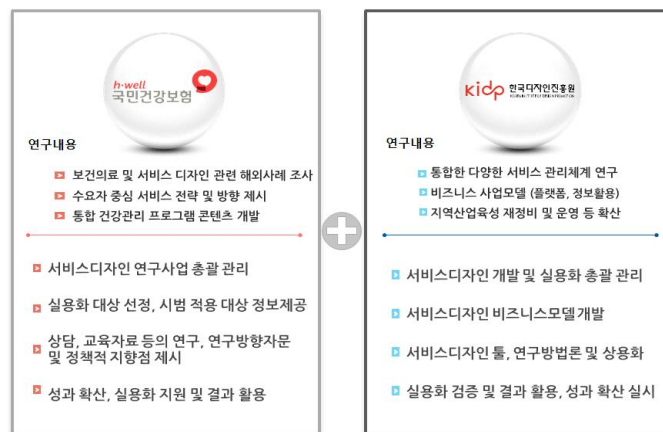 h·well
국민건강보험
연구내용
보건의료 및 서비스 디자인 관련 해외사례 조사
수요자 중심 서비스 전략 및 방향 제시
통합 건강관리 프로그램 콘텐츠 개발
서비스디자인 연구사업 총괄 관리
실용화 대상 선정, 시범 적용 대상 정보제공
상담, 교육자료 등의 연구, 연구방향자문
및 정책적 지향점 제시
성과 확산, 실용화 지원 및 결과 활용
kidp 한국디자인진흥원
연구내용
통합한 다양한 서비스 관리체계 연구
비즈니스 사업모델 (플랫폼, 정보활용)
지역산업육성 재정비 및 운영 등 확산
서비스디자인 개발 및 실용화 총괄 관리
서비스디자인 비즈니스모델개발
서비스디자인 툴, 연구방법론 및 상용화
실용화 검증 및 결과 활용, 성과 확산 실시